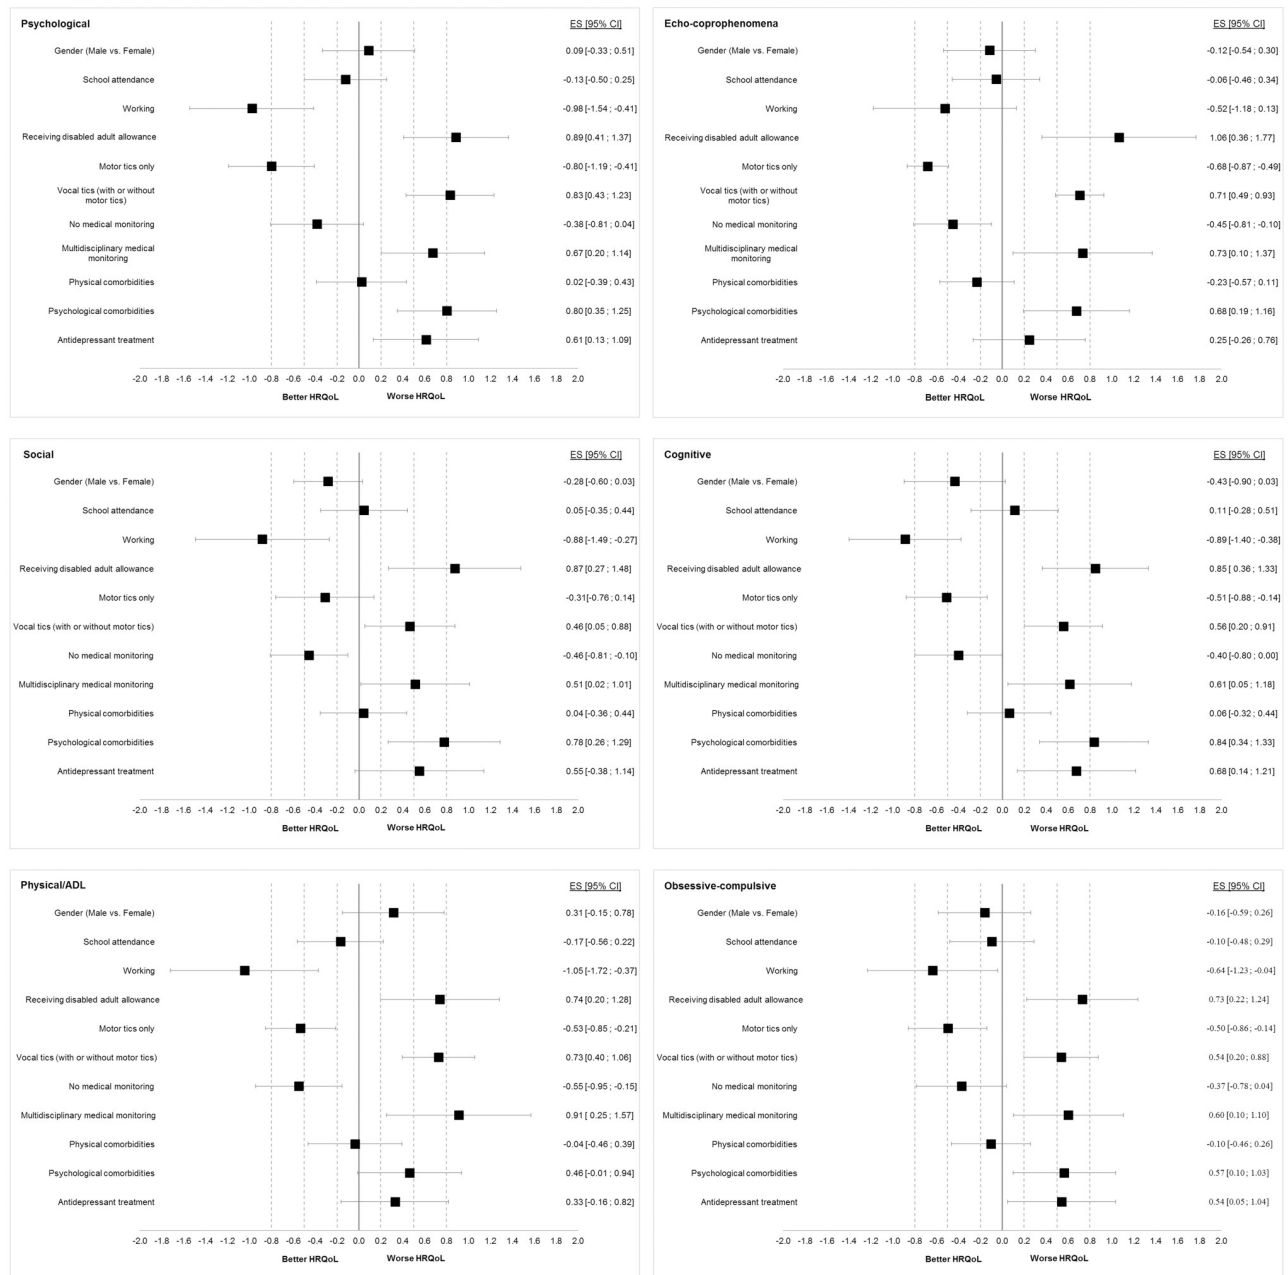 Psychological
ES [95% CI]
Gender (Male vs. Female)
0.09 [-0.33 ; 0.51]
School attendance
-0.13 [-0.50 ; 0.25]
Working
-0.98 [-1.54 ; -0.41]
Receiving disabled adult allowance
0.89 [0.41 ; 1.37]
Motor tics only
-0.80 [-1.19 ; -0.41]
Vocal tics (with or without
motor tics)
0.83 [0.43 ; 1.23]
No medical monitoring
-0.38 [-0.81 ; 0.04]
Multidisciplinary medical
monitoring
0.67 [0.20 ; 1.14]
Physical comorbidities
0.02 [-0.39 ; 0.43]
Psychological comorbidities
0.80 [0.35 ; 1.25]
Antidepressant treatment
0.61 [0.13 ; 1.09]
-2.0 -1.8 -1.6 -1.4 -1.2 -1.0 -0.8 -0.6 -0.4 -0.2 0.0 0.2 0.4 0.6 0.8 1.0 1.2 1.4 1.6 1.8 2.0
Better HRQoL Worse HRQoL
Echo-coprophenomena
ES [95% CI]
Gender (Male vs. Female)
-0.12 [-0.54 ; 0.30]
School attendance
-0.06 [-0.46 ; 0.34]
Working
-0.52 [-1.18 ; 0.13]
Receiving disabled adult allowance
1.06 [0.36 ; 1.77]
Motor tics only
-0.68 [-0.87 ; -0.49]
Vocal tics (with or without
motor tics)
0.71 [0.49 ; 0.93]
No medical monitoring
-0.45 [-0.81 ; -0.10]
Multidisciplinary medical
monitoring
0.73 [0.10 ; 1.37]
Physical comorbidities
-0.23 [-0.57 ; 0.11]
Psychological comorbidities
0.68 [0.19 ; 1.16]
Antidepressant treatment
0.25 [-0.26 ; 0.76]
-2.0 -1.8 -1.6 -1.4 -1.2 -1.0 -0.8 -0.6 -0.4 -0.2 0.0 0.2 0.4 0.6 0.8 1.0 1.2 1.4 1.6 1.8 2.0
Better HRQoL Worse HRQoL
Social
ES [95% CI]
Gender (Male vs. Female)
-0.28 [-0.60 ; 0.03]
School attendance
0.05 [-0.35 ; 0.44]
Working
-0.88 [-1.49 ; -0.27]
Receiving disabled adult allowance
0.87 [0.27 ; 1.48]
Motor tics only
-0.31[-0.76 ; 0.14]
Vocal tics (with or without motor tics)
0.46 [0.05 ; 0.88]
No medical monitoring
-0.46 [-0.81 ; -0.10]
Multidisciplinary medical monitoring
0.51 [0.02 ; 1.01]
Physical comorbidities
0.04 [-0.36 ; 0.44]
Psychological comorbidities
0.78 [0.26 ; 1.29]
Antidepressant treatment
0.55 [-0.38 ; 1.14]
-2.0 -1.8 -1.6 -1.4 -1.2 -1.0 -0.8 -0.6 -0.4 -0.2 0.0 0.2 0.4 0.6 0.8 1.0 1.2 1.4 1.6 1.8 2.0
Better HRQoL Worse HRQoL
Cognitive
ES [95% CI]
Gender (Male vs. Female)
-0.43 [-0.90 ; 0.03]
School attendance
0.11 [-0.28 ; 0.51]
Working
-0.89 [-1.40 ; -0.38]
Receiving disabled adult allowance
0.85 [ 0.36 ; 1.33]
Motor tics only
-0.51 [-0.88 ; -0.14]
Vocal tics (with or without motor tics)
0.56 [0.20 ; 0.91]
No medical monitoring
-0.40 [-0.80 ; 0.00]
Multidisciplinary medical monitoring
0.61 [0.05 ; 1.18]
Physical comorbidities
0.06 [-0.32 ; 0.44]
Psychological comorbidities
0.84 [0.34 ; 1.33]
Antidepressant treatment
0.68 [0.14 ; 1.21]
-2.0 -1.8 -1.6 -1.4 -1.2 -1.0 -0.8 -0.6 -0.4 -0.2 0.0 0.2 0.4 0.6 0.8 1.0 1.2 1.4 1.6 1.8 2.0
Better HRQoL Worse HRQoL
Physical/ADL
ES [95% CI]
Gender (Male vs. Female)
0.31 [-0.15 ; 0.78]
School attendance
-0.17 [-0.56 ; 0.22]
Working
-1.05 [-1.72 ; -0.37]
Receiving disabled adult allowance
0.74 [0.20 ; 1.28]
Motor tics only
-0.53 [-0.85 ; -0.21]
Vocal tics (with or without motor tics)
0.73 [0.40 ; 1.06]
No medical monitoring
-0.55 [-0.95 ; -0.15]
Multidisciplinary medical monitoring
0.91 [ 0.25 ; 1.57]
Physical comorbidities
-0.04 [-0.46 ; 0.39]
Psychological comorbidities
0.46 [-0.01 ; 0.94]
Antidepressant treatment
0.33 [-0.16 ; 0.82]
-2.0 -1.8 -1.6 -1.4 -1.2 -1.0 -0.8 -0.6 -0.4 -0.2 0.0 0.2 0.4 0.6 0.8 1.0 1.2 1.4 1.6 1.8 2.0
Better HRQoL Worse HRQoL
Obsessive-compulsive
ES [95% CI]
Gender (Male vs. Female)
-0.16 [-0.59 ; 0.26]
School attendance
-0.10 [-0.48 ; 0.29]
Working
-0.64 [-1.23 ; -0.04]
Receiving disabled adult allowance
0.73 [0.22 ; 1.24]
Motor tics only
-0.50 [-0.86 ; -0.14]
Vocal tics (with or without motor tics)
0.54 [0.20 ; 0.88]
No medical monitoring
-0.37 [-0.78 ; 0.04]
Multidisciplinary medical monitoring
0.60 [0.10 ; 1.10]
Physical comorbidities
-0.10 [-0.46 ; 0.26]
Psychological comorbidities
0.57 [0.10 ; 1.03]
Antidepressant treatment
0.54 [0.05 ; 1.04]
-2.0 -1.8 -1.6 -1.4 -1.2 -1.0 -0.8 -0.6 -0.4 -0.2 0.0 0.2 0.4 0.6 0.8 1.0 1.2 1.4 1.6 1.8 2.0
Better HRQoL Worse HRQoL